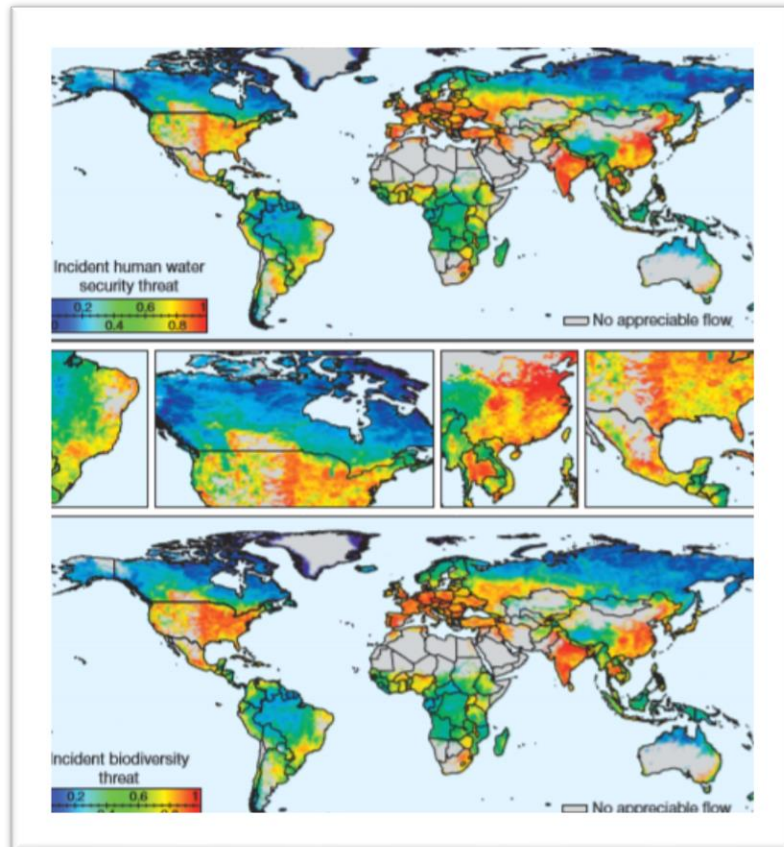 Incident human water
security threat
0.2 0.6 1
0 0.4 0.8
No appreciable flow
Incident biodiversity
threat
0.2 0.6 1
No appreciable flow